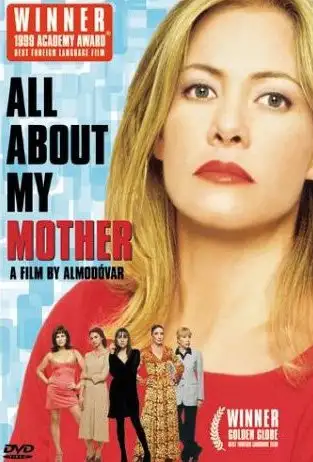 WINNER
1999 ACADEMY AWARD®
BEST FOREIGN LANGUAGE FILM
ALL
ABOUT
MY
MOTHER
A FILM BY ALMODÓVAR
WINNER
GOLDEN GLOBE
BEST FOREIGN LANGUAGE FILM
DVD
VIDEO